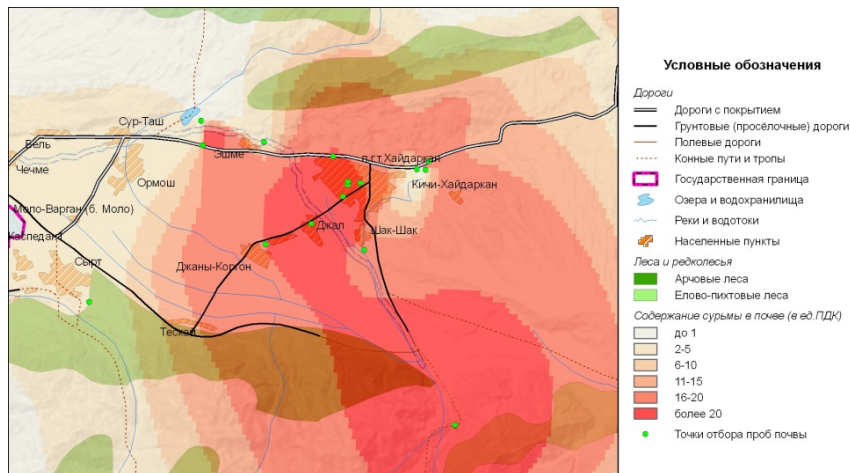 Сур-Таш
Бель
Эшме
п.г.т Хайдаркан
Чечме
Ормош
Кичи-Хайдаркан
Моло-Варган (б. Моло)
Джал
Шак-Шак
Каспедан
Сырт
Джаны-Коргон
Тескей
Условные обозначения
Дороги
Дороги с покрытием
Грунтовые (просёлочные) дороги
Полевые дороги
Конные пути и тропы
Государственная граница
Озера и водохранилища
Реки и водотоки
Населенные пункты
Леса и редколесья
Арчовые леса
Елово-пихтовые леса
Содержание сурьмы в почве (в ед.ПДК)
до 1
2-5
6-10
11-15
16-20
более 20
Точки отбора проб почвы